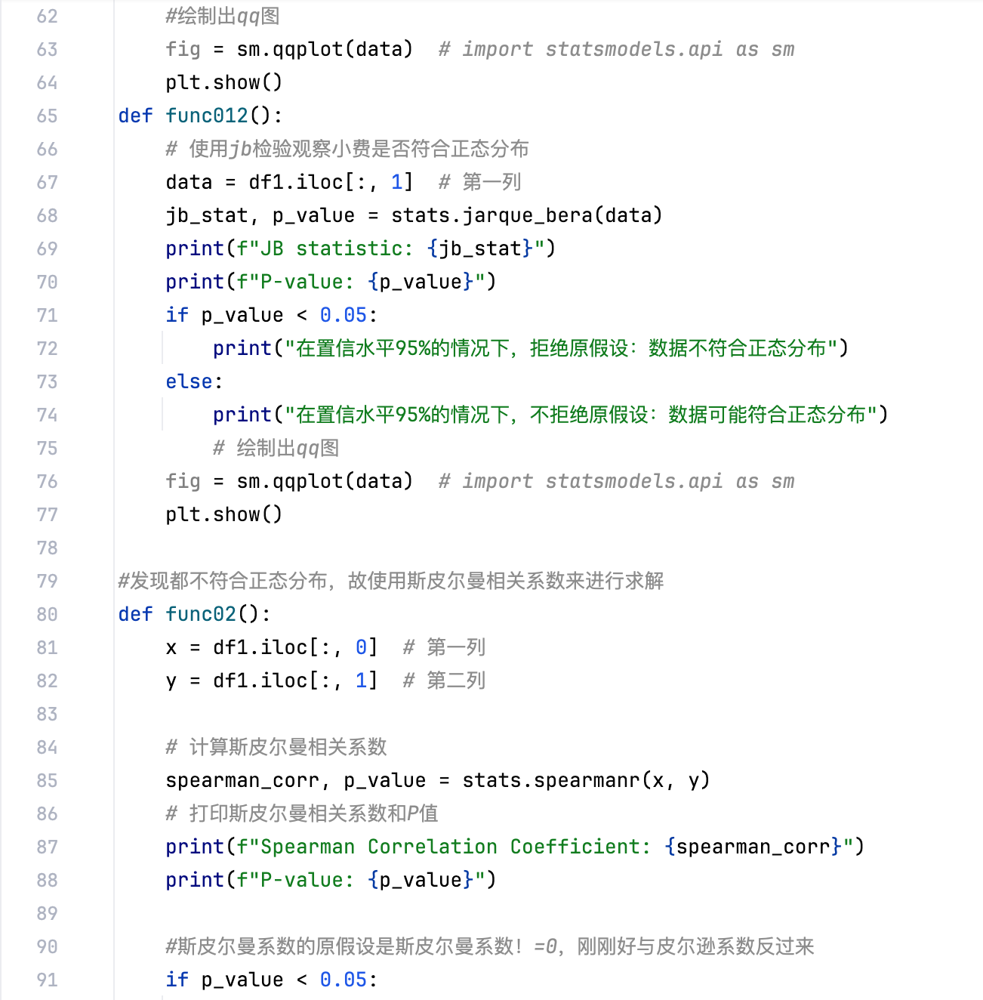 62 #绘制出qq图
63 fig = sm.qqplot(data)  # import statsmodels.api as sm
64 plt.show()
65 def func012():
66 # 使用jb检验观察小费是否符合正态分布
67 data = df1.iloc[:, 1]  # 第一列
68 jb_stat, p_value = stats.jarque_bera(data)
69 print(f"JB statistic: {jb_stat}")
70 print(f"P-value: {p_value}")
71 if p_value < 0.05:
72 print("在置信水平95%的情况下，拒绝原假设：数据不符合正态分布")
73 else:
74 print("在置信水平95%的情况下，不拒绝原假设：数据可能符合正态分布")
75 # 绘制出qq图
76 fig = sm.qqplot(data)  # import statsmodels.api as sm
77 plt.show()
78
79 #发现都不符合正态分布，故使用斯皮尔曼相关系数来进行求解
80 def func02():
81 x = df1.iloc[:, 0]  # 第一列
82 y = df1.iloc[:, 1]  # 第二列
83
84 # 计算斯皮尔曼相关系数
85 spearman_corr, p_value = stats.spearmanr(x, y)
86 # 打印斯皮尔曼相关系数和P值
87 print(f"Spearman Correlation Coefficient: {spearman_corr}")
88 print(f"P-value: {p_value}")
89
90 #斯皮尔曼系数的原假设是斯皮尔曼系数！=0，刚刚好与皮尔逊系数反过来
91 if p_value < 0.05: